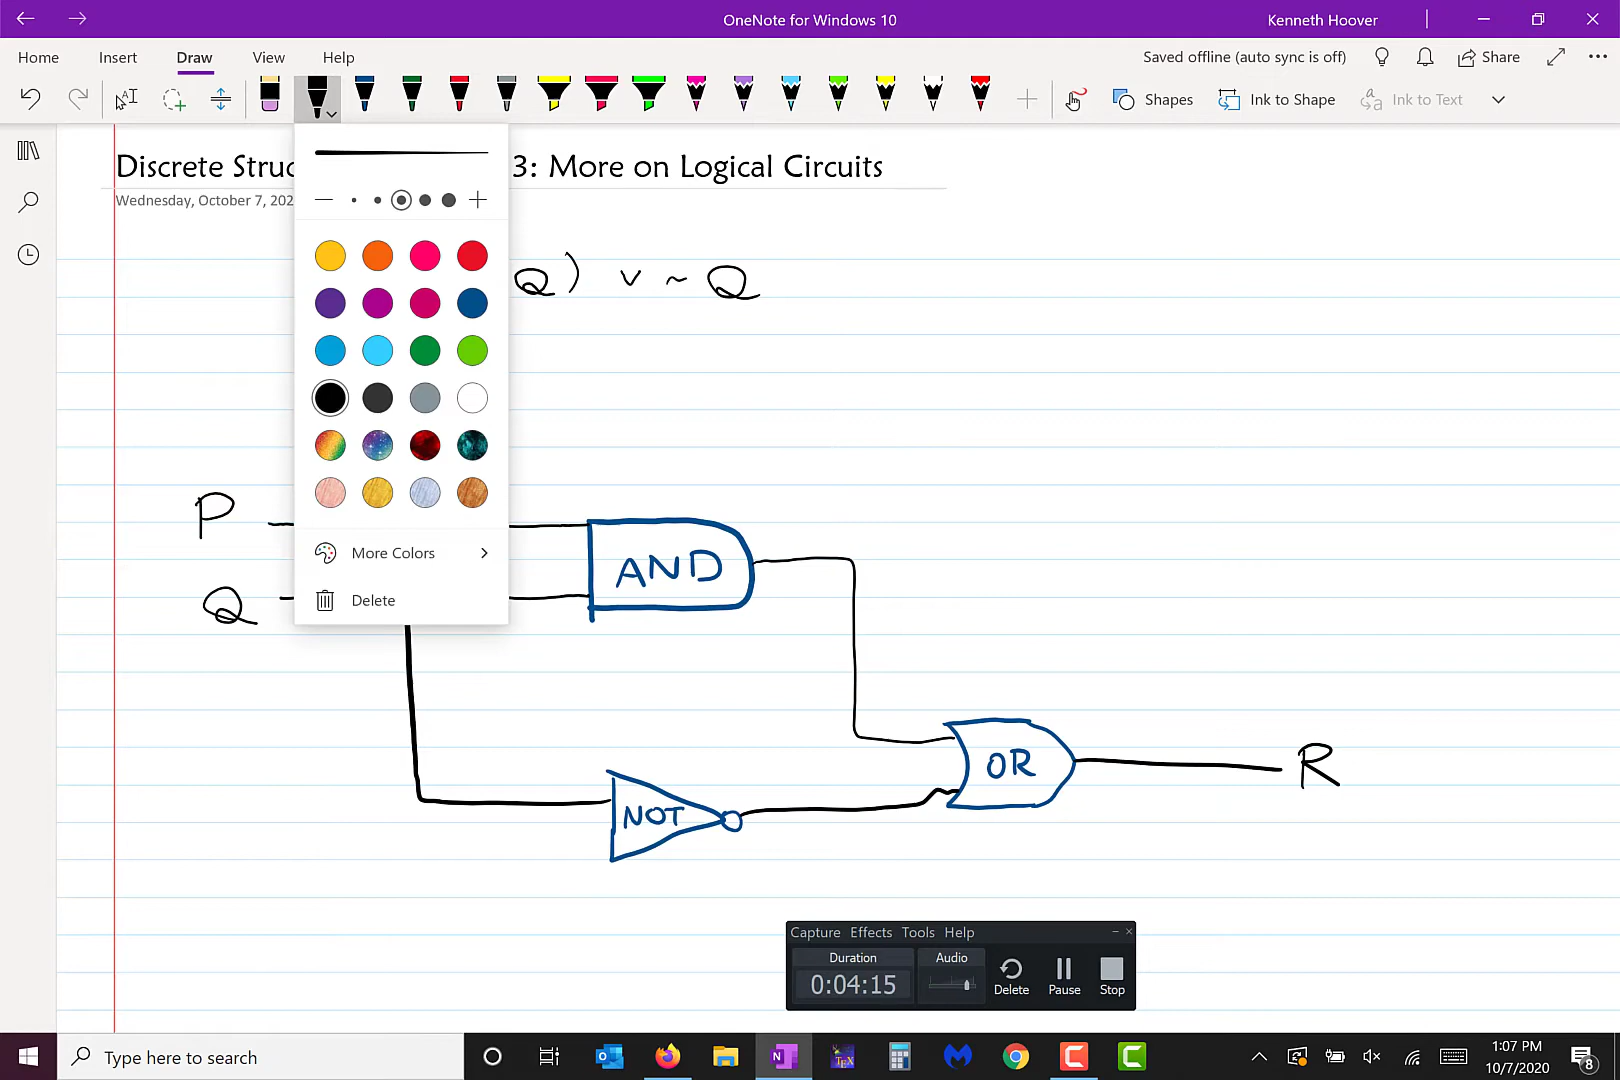 OneNote for Windows 10
Kenneth Hoover
Home Insert Draw View Help
Saved offline (auto sync is off) Share
Shapes Ink to Shape Ink to Text
Discrete Struc 3: More on Logical Circuits
Wednesday, October 7, 202
Q) ∨ ~ Q
More Colors
Delete
P
Q
AND
NOT
OR
R
Capture Effects Tools Help
Duration Audio
0:04:15
Delete Pause Stop
Type here to search
1:07 PM
10/7/2020
8